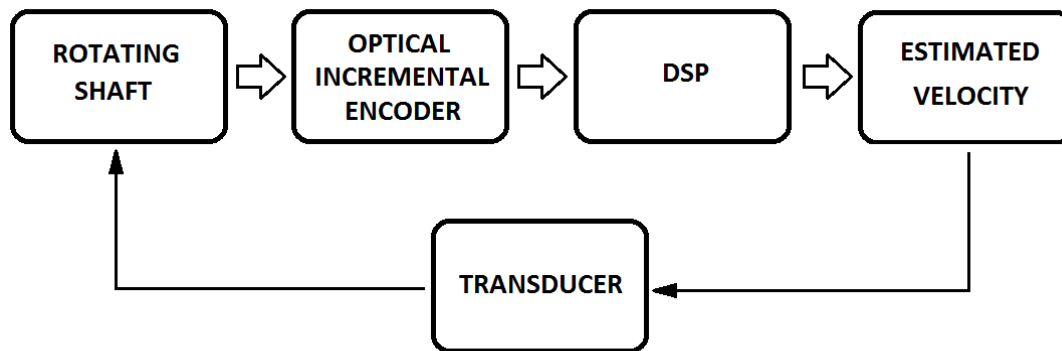 ROTATING
SHAFT
OPTICAL
INCREMENTAL
ENCODER
DSP
ESTIMATED
VELOCITY
TRANSDUCER